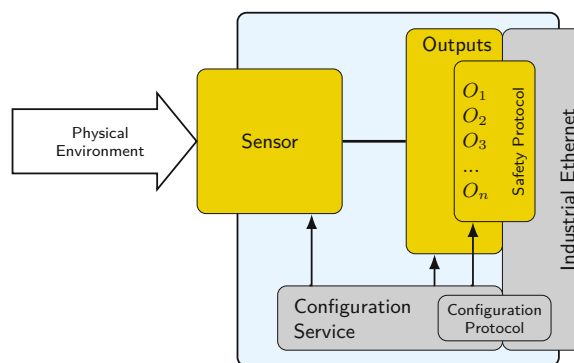 Physical
Environment
Sensor
Outputs
O1
O2
O3
...
On
Safety Protocol
Industrial Ethernet
Configuration
Service
Configuration
Protocol